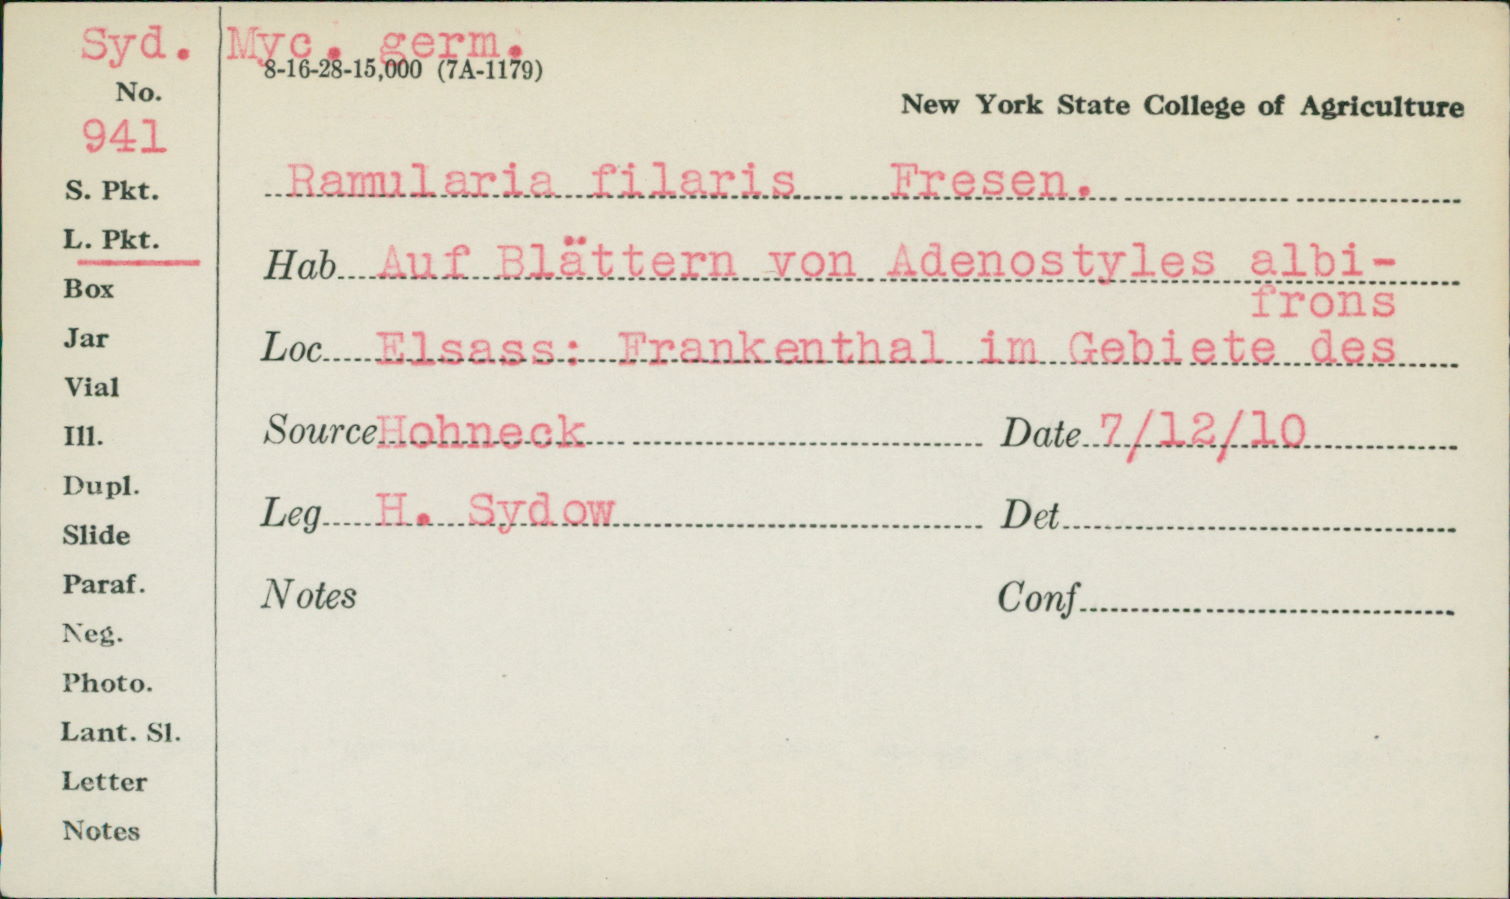 Syd. Myc. germ.
8-16-28-15,000 (7A-1179)
No.
New York State College of Agriculture
941
Ramularia filaris Fresen.
S. Pkt.
L. Pkt.
Hab Auf Blättern von Adenostyles albi-
frons
Box
Jar
Loc Elsass: Frankenthal im Gebiete des
Vial
Ill.
Source Hohneck Date 7/12/10
Dupl.
Leg H. Sydow Det
Slide
Paraf.
Notes Conf
Neg.
Photo.
Lant. Sl.
Letter
Notes